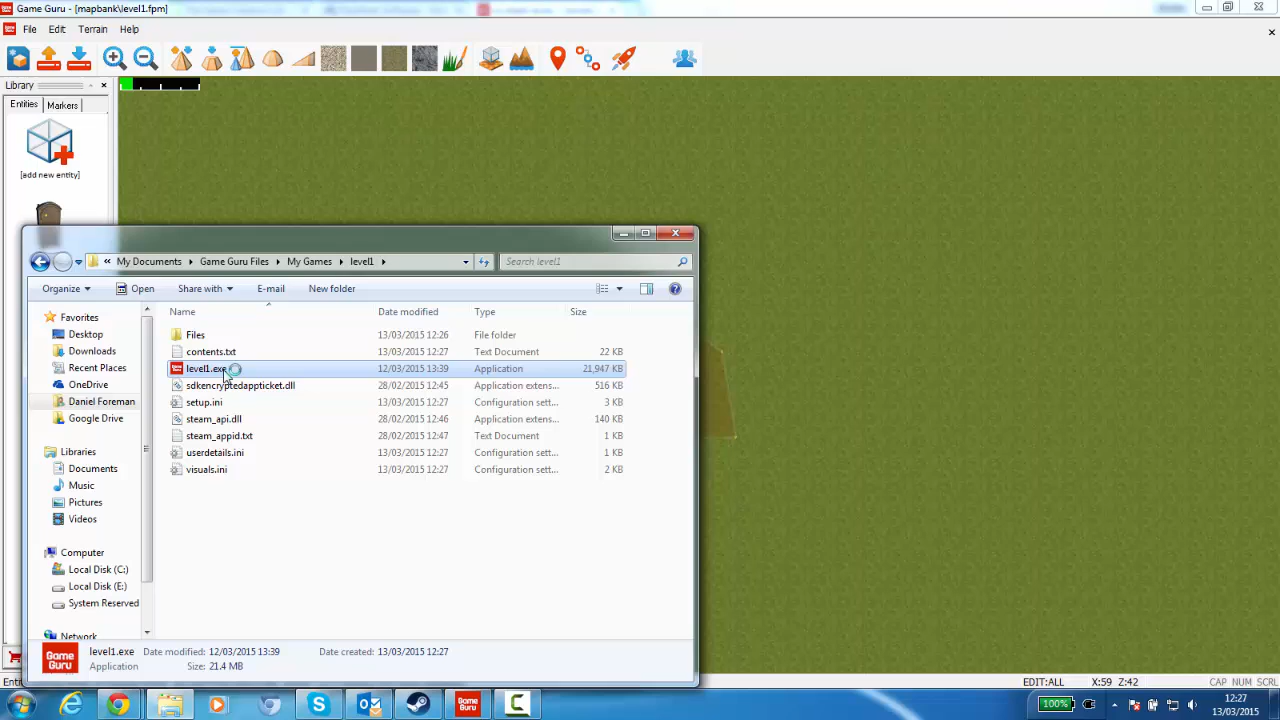 Game Guru - [mapbank\level1.fpm]
File Edit Terrain Help
Library
Entities Markers
[add new entity]
« My Documents Game Guru Files My Games level1 Search level1
Organize Open Share with E-mail New folder
Favorites
Desktop
Downloads
Recent Places
OneDrive
Daniel Foreman
Google Drive
Libraries
Documents
Music
Pictures
Videos
Computer
Local Disk (C:)
Local Disk (E:)
System Reserved
Network
Name Date modified Type Size
Files 13/03/2015 12:26 File folder
contents.txt 13/03/2015 12:27 Text Document 22 KB
level1.exe 12/03/2015 13:39 Application 21,947 KB
sdkencryptedappticket.dll 28/02/2015 12:45 Application extens... 516 KB
setup.ini 13/03/2015 12:27 Configuration sett... 2 KB
steam_api.dll 28/02/2015 12:46 Application extens... 140 KB
steam_appid.txt 28/02/2015 12:47 Text Document 1 KB
userdetails.ini 13/03/2015 12:27 Configuration sett... 1 KB
visuals.ini 13/03/2015 12:27 Configuration sett... 2 KB
Game Guru
level1.exe Date modified: 12/03/2015 13:39 Date created: 13/03/2015 12:27
Application Size: 21.4 MB
EDIT:ALL X:59 Z:42 CAP NUM SCRL
Game Guru
100%
12:27
13/03/2015